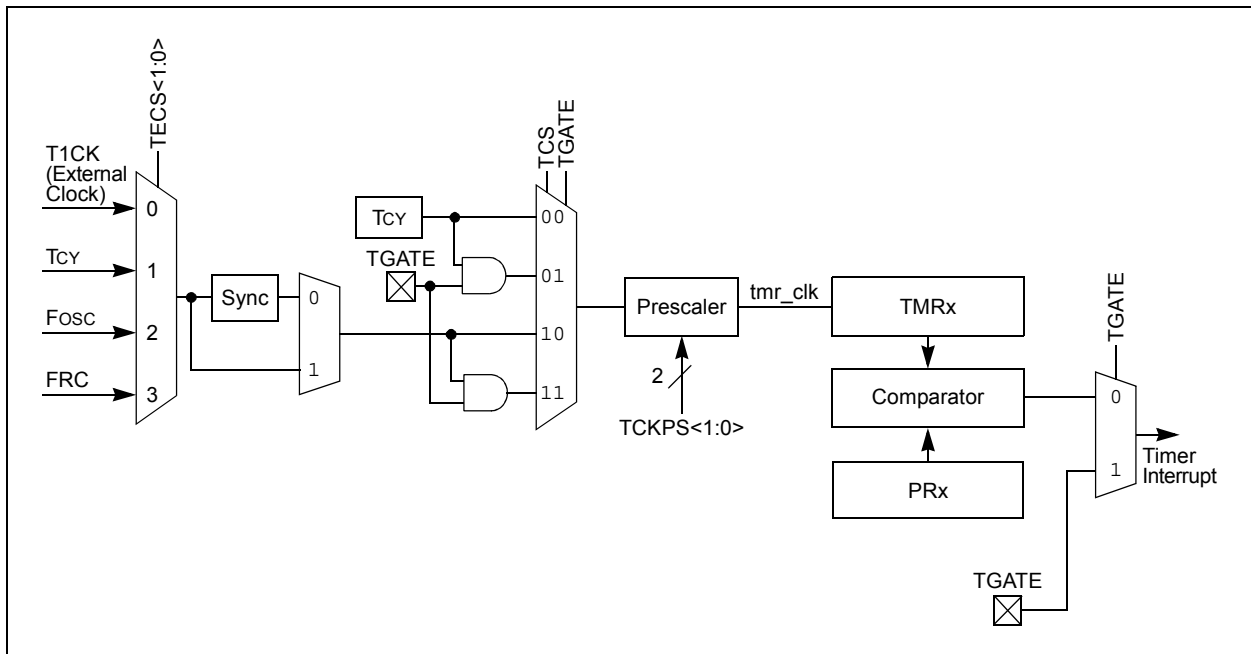 TECS<1:0>
T1CK
(External
Clock)
0
TCY
1
FOSC
2
FRC
3
Sync
0
1
TCY
TGATE
TCS
TGATE
00
01
10
11
Prescaler
2
TCKPS<1:0>
tmr_clk
TMRx
Comparator
PRx
TGATE
0
1
Timer
Interrupt
TGATE